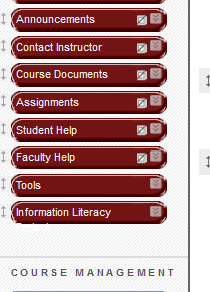 Announcements
Contact Instructor
Course Documents
Assignments
Student Help
Faculty Help
Tools
Information Literacy
COURSE MANAGEMENT